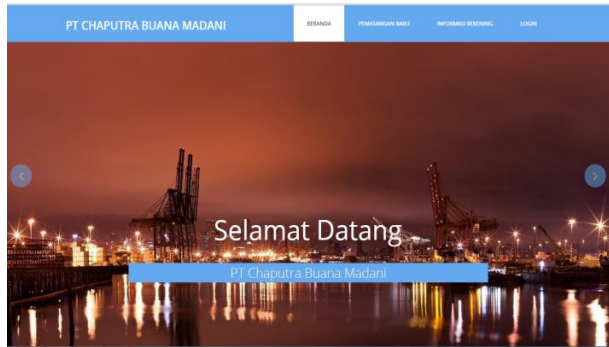 PT CHAPUTRA BUANA MADANI
BERANDA
PEMASANGAN BARU
INFORMASI REKENING
LOGIN
Selamat Datang
PT Chaputra Buana Madani